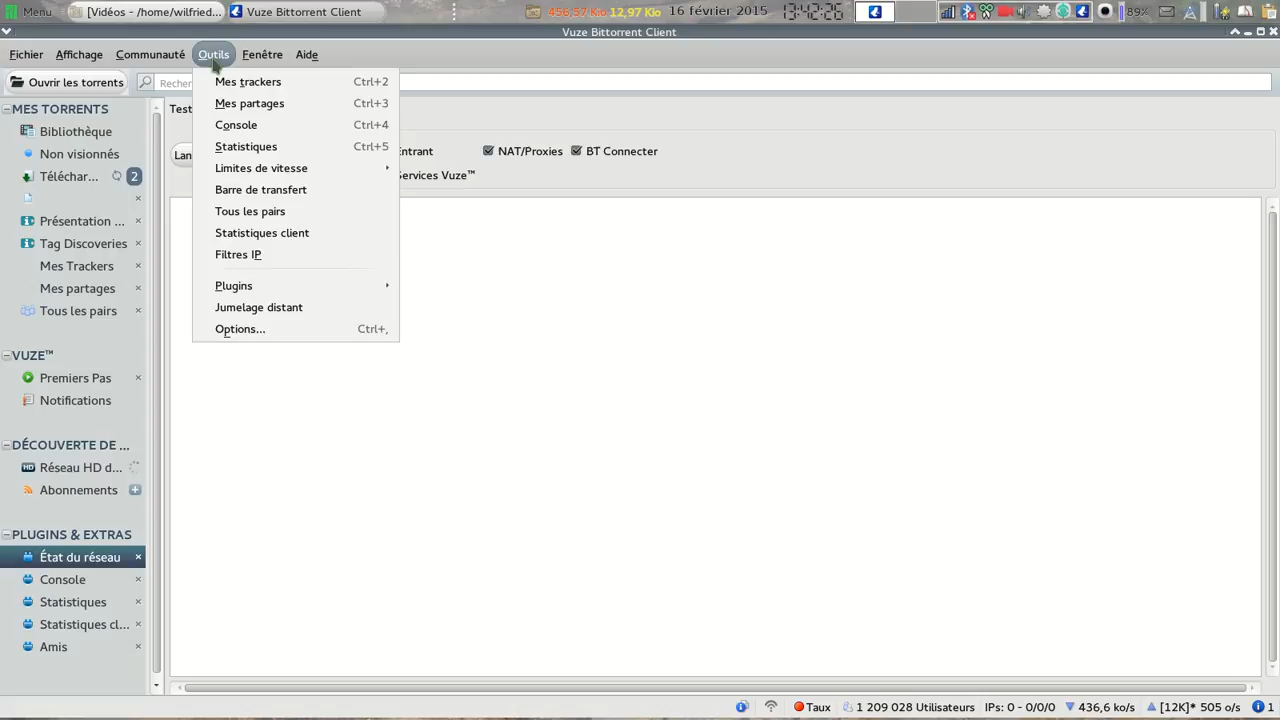 Menu [Vidéos - /home/wilfried... Vuze Bittorrent Client 456,57 Kio 12,97 Kio 16 février 2015 13:42:26 89%
Vuze Bittorrent Client
Fichier Affichage Communauté Outils Fenêtre Aide
Ouvrir les torrents Recher
MES TORRENTS
Bibliothèque
Non visionnés
Téléchar... 2
Présentation ...
Tag Discoveries
Mes Trackers
Mes partages
Tous les pairs
VUZE™
Premiers Pas
Notifications
DÉCOUVERTE DE ...
Réseau HD d...
Abonnements
PLUGINS & EXTRAS
État du réseau
Console
Statistiques
Statistiques cl...
Amis
Mes trackers Ctrl+2
Mes partages Ctrl+3
Console Ctrl+4
Statistiques Ctrl+5
Limites de vitesse
Barre de transfert
Tous les pairs
Statistiques client
Filtres IP
Plugins
Jumelage distant
Options... Ctrl+,
Test
Lan Entrant NAT/Proxies BT Connecter
Services Vuze™
Taux 1 209 028 Utilisateurs IPs: 0 - 0/0/0 436,6 ko/s [12K]* 505 o/s 1